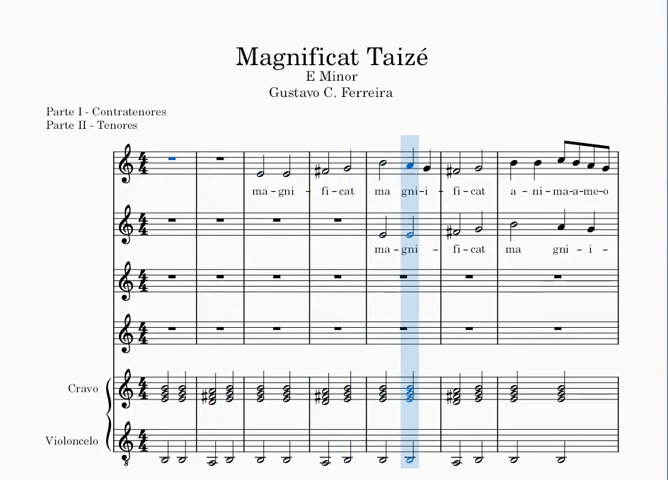 Magnificat Taizé
E Minor
Gustavo C. Ferreira
Parte I - Contratenores
Parte II - Tenores
ma - gni - fi - cat ma gni - i - fi - cat a - ni - ma - a - me - o
ma - gni - fi - cat ma gni - i -
Cravo
Violoncelo
8